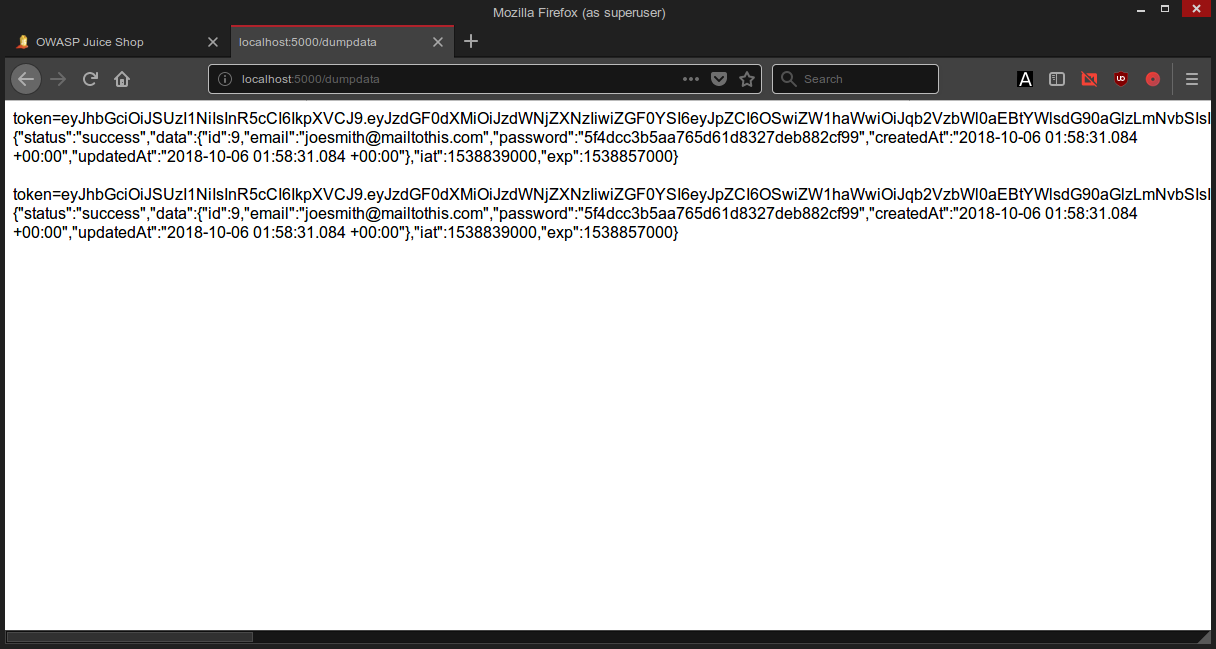 Mozilla Firefox (as superuser)
OWASP Juice Shop
localhost:5000/dumpdata
localhost:5000/dumpdata
Search
A
token=eyJhbGciOiJSUzI1NiIsInR5cCI6IkpXVCJ9.eyJzdGF0dXMiOiJzdWNjZXNzIiwiZGF0YSI6eyJpZCI6OSwiZW1haWwiOiJqb2VzbWl0aEBtYWlsdG90aGlzLmNvbSIsI
{"status":"success","data":{"id":9,"email":"joesmith@mailtothis.com","password":"5f4dcc3b5aa765d61d8327deb882cf99","createdAt":"2018-10-06 01:58:31.084
+00:00","updatedAt":"2018-10-06 01:58:31.084 +00:00"},"iat":1538839000,"exp":1538857000}
token=eyJhbGciOiJSUzI1NiIsInR5cCI6IkpXVCJ9.eyJzdGF0dXMiOiJzdWNjZXNzIiwiZGF0YSI6eyJpZCI6OSwiZW1haWwiOiJqb2VzbWl0aEBtYWlsdG90aGlzLmNvbSIsI
{"status":"success","data":{"id":9,"email":"joesmith@mailtothis.com","password":"5f4dcc3b5aa765d61d8327deb882cf99","createdAt":"2018-10-06 01:58:31.084
+00:00","updatedAt":"2018-10-06 01:58:31.084 +00:00"},"iat":1538839000,"exp":1538857000}